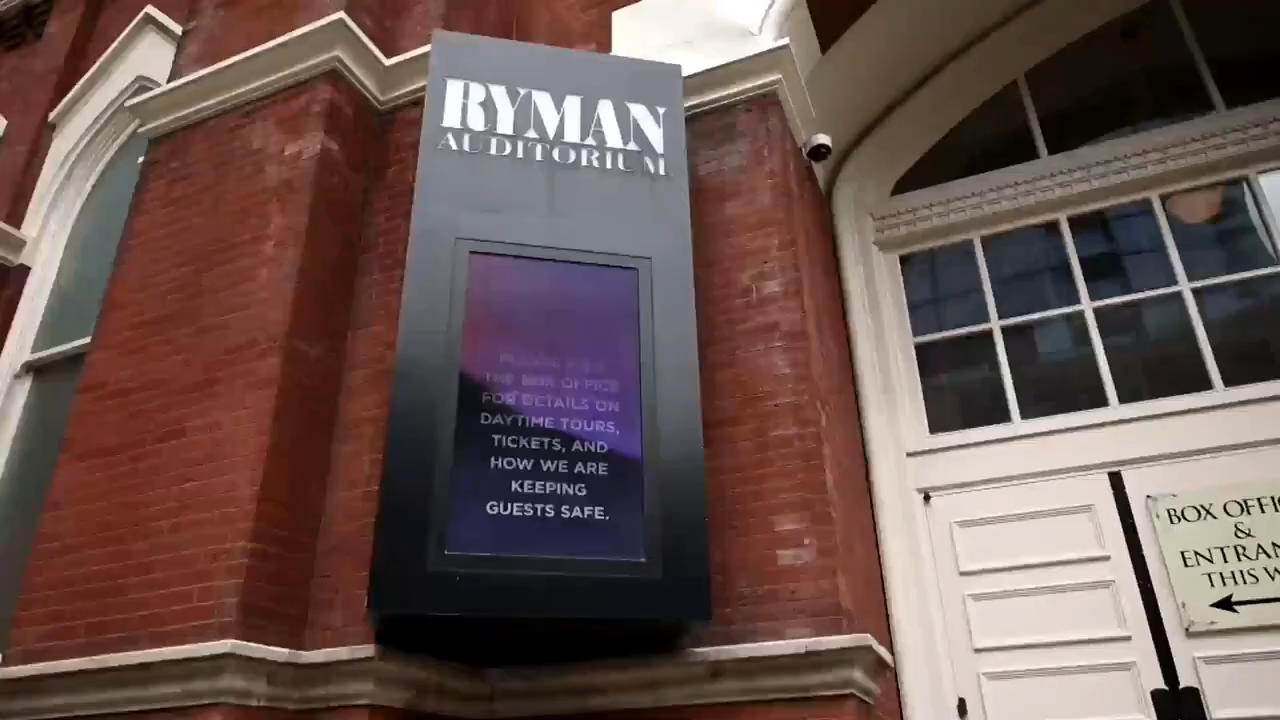 RYMAN
AUDITORIUM
THE BOX OFFICE
FOR DETAILS ON
DAYTIME TOURS,
TICKETS, AND
HOW WE ARE
KEEPING
GUESTS SAFE.
BOX OFFI
&
ENTRAN
THIS W